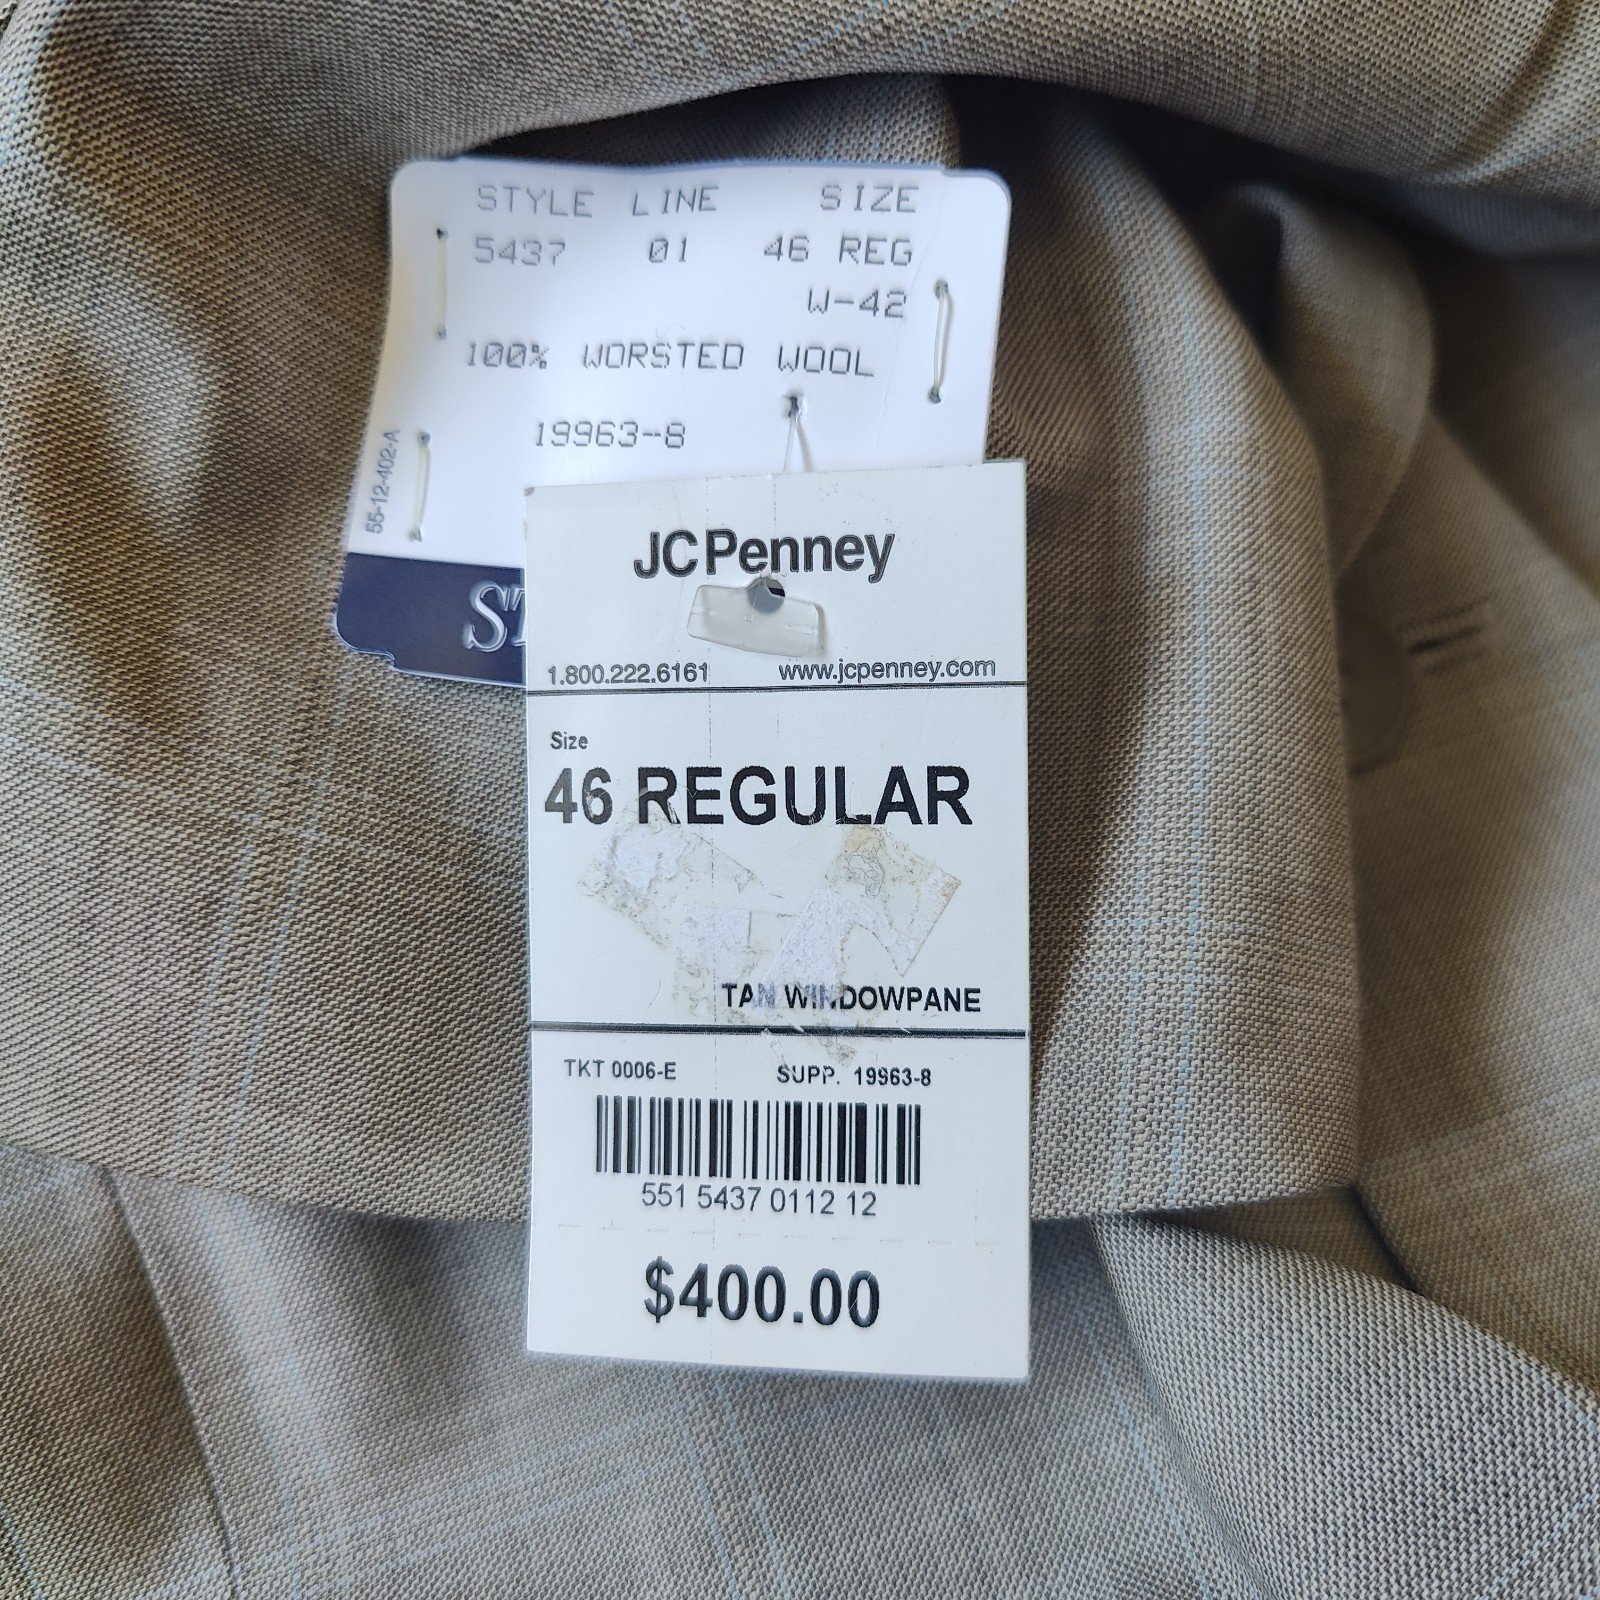 STYLE LINE SIZE
5437 01 46 REG
W-42
100% WORSTED WOOL
19963-8
55-12-402-A
JCPenney
1.800.222.6161 www.jcpenney.com
Size
46 REGULAR
TAN WINDOWPANE
TKT 0006-E SUPP. 19963-8
551 5437 0112 12
$400.00